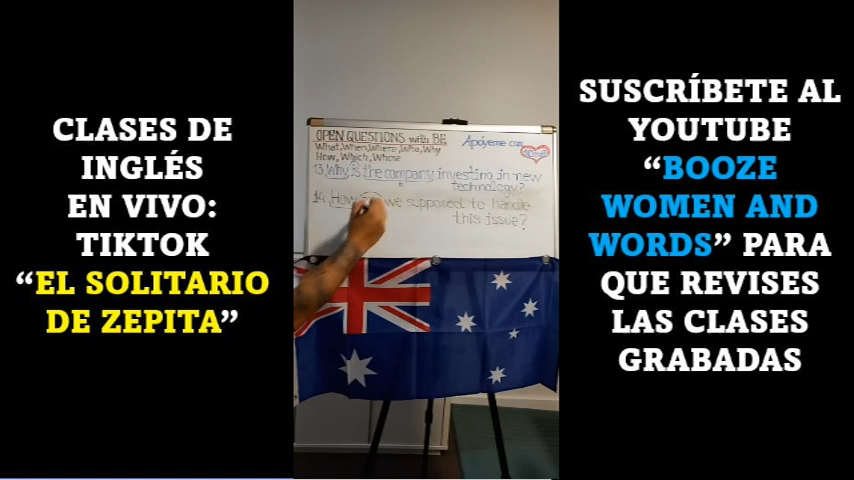 CLASES DE
INGLÉS
EN VIVO:
TIKTOK
“EL SOLITARIO
DE ZEPITA”
OPEN QUESTIONS with BE
What, When, Where, Who, Why
How, Which, Whose
Apóyeme con
13. Why is the company investing in new
technology?
14. How we supposed to handle
this issue?
SUSCRÍBETE AL
YOUTUBE
“BOOZE
WOMEN AND
WORDS” PARA
QUE REVISES
LAS CLASES
GRABADAS